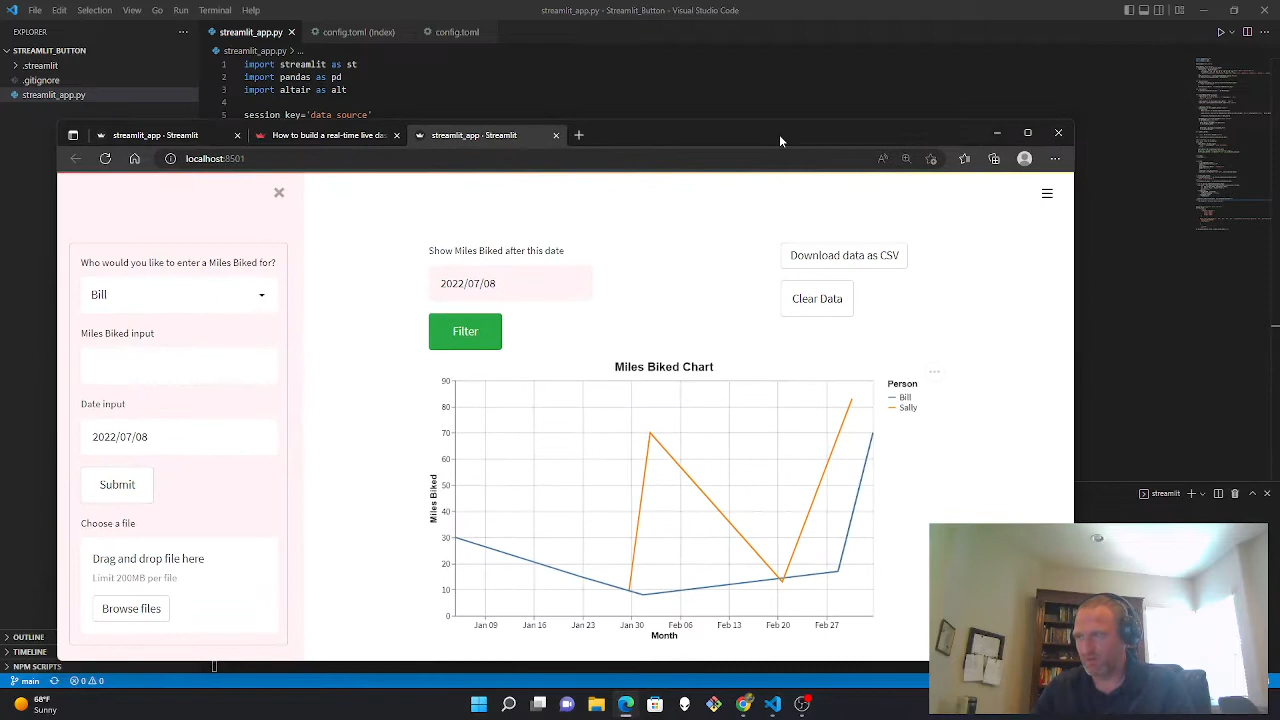 File Edit Selection View Go Run Terminal Help
streamlit_app.py - Streamlit_Button - Visual Studio Code
EXPLORER
streamlit_app.py
config.toml (Index)
config.toml
STREAMLIT_BUTTON
streamlit_app.py > ...
.streamlit
.gitignore
streamlit_app.py
1 import streamlit as st
2 import pandas as pd
3 import altair as alt
4
5 session_key='data_store'
streamlit_app · Streamlit
How to build a real-time live das
streamlit_app · Streamlit
localhost:8501
Who would you like to enter a Miles Biked for?
Bill
Miles Biked input
Date input
2022/07/08
Submit
Choose a file
Drag and drop file here
Limit 200MB per file
Browse files
Show Miles Biked after this date
2022/07/08
Filter
Download data as CSV
Clear Data
Miles Biked Chart
Person
Bill
Sally
90
80
70
60
50
40
30
20
10
0
Miles Biked
Jan 09 Jan 16 Jan 23 Jan 30 Feb 06 Feb 13 Feb 20 Feb 27
Month
streamlit
OUTLINE
TIMELINE
NPM SCRIPTS
main
0 0
68°F
Sunny